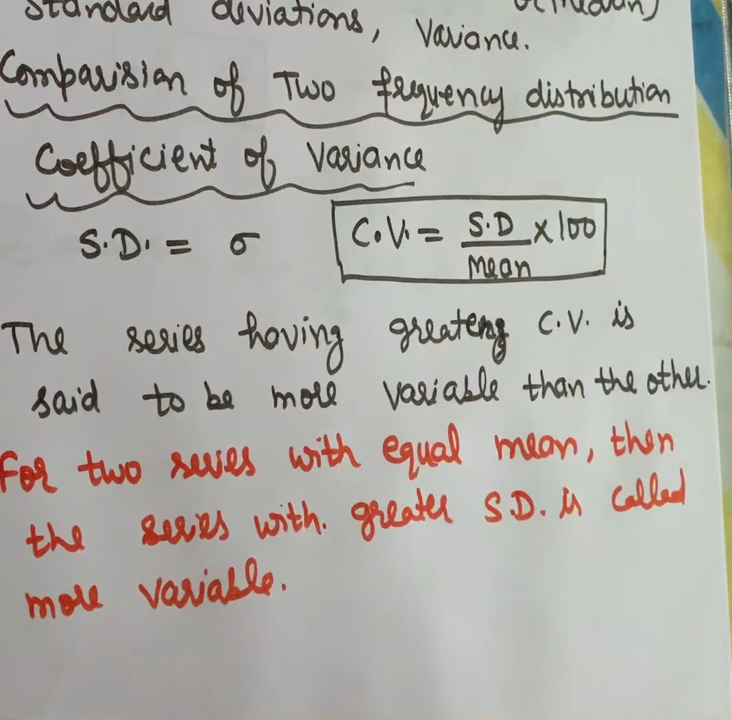 Standard deviations, Variance.
Comparision of Two frequency distribution
Coefficient of Variance
S.D. = σ
C.V. = S.D / Mean × 100
The series having greater C.V. is
said to be more variable than the other.
For two series with equal mean, then
the series with. greater S.D. is called
more variable.